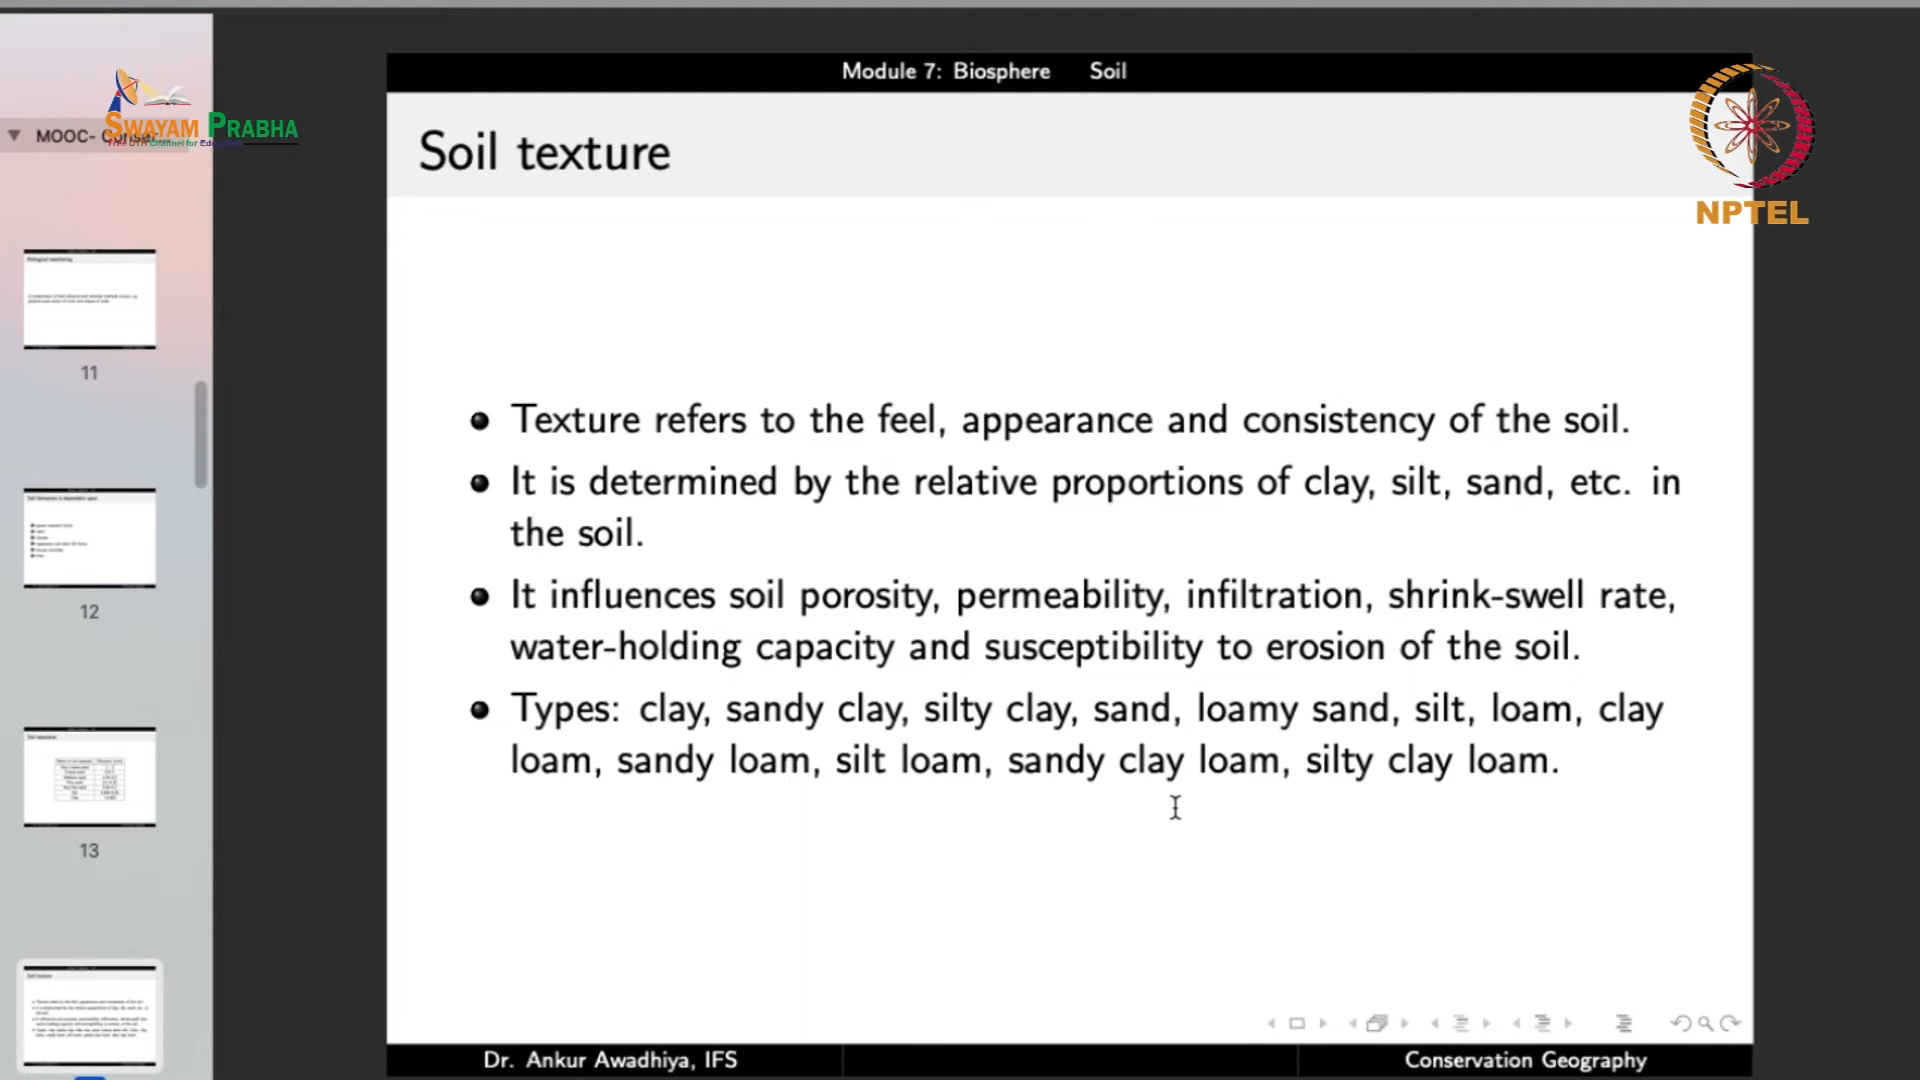 Module 7: Biosphere Soil
SWAYAM PRABHA
MOOC- Conser
NPTEL
Soil texture
Texture refers to the feel, appearance and consistency of the soil.
It is determined by the relative proportions of clay, silt, sand, etc. in
the soil.
It influences soil porosity, permeability, infiltration, shrink-swell rate,
water-holding capacity and susceptibility to erosion of the soil.
Types: clay, sandy clay, silty clay, sand, loamy sand, silt, loam, clay
loam, sandy loam, silt loam, sandy clay loam, silty clay loam.
11
12
13
Dr. Ankur Awadhiya, IFS
Conservation Geography